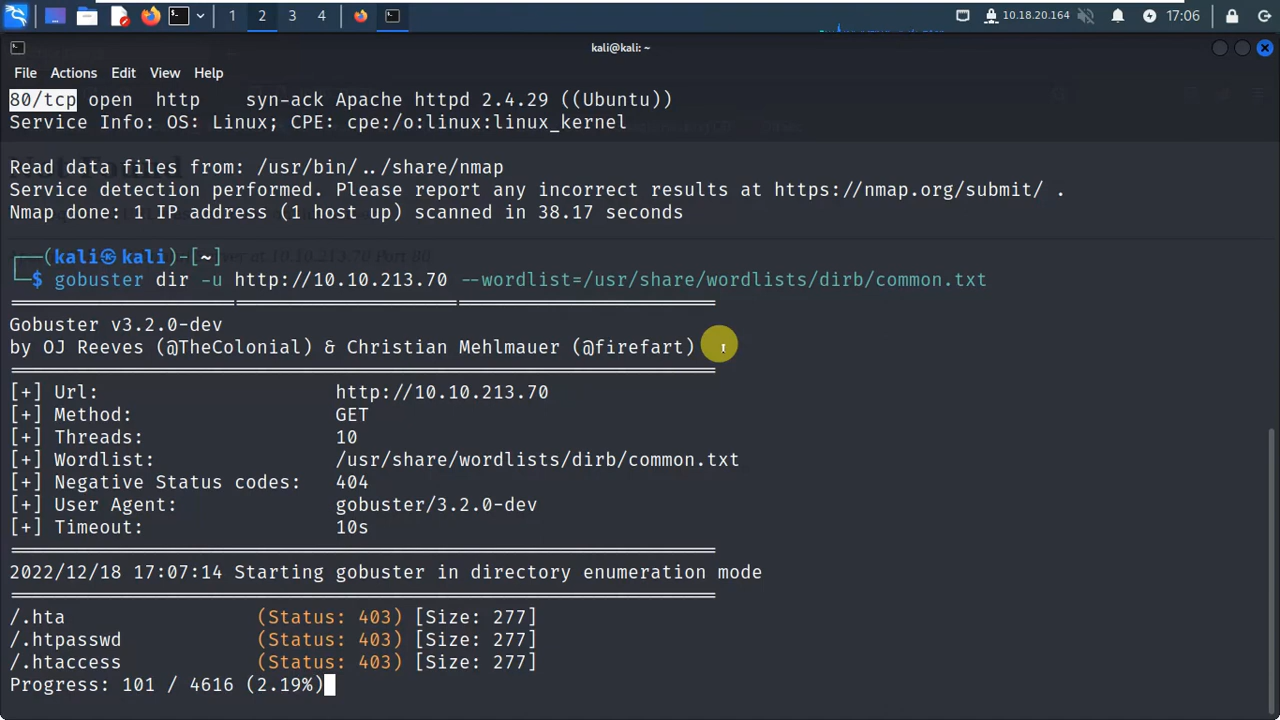 1 2 3 4 10.18.20.164 17:06
kali@kali: ~
File Actions Edit View Help
80/tcp open http syn-ack Apache httpd 2.4.29 ((Ubuntu))
Service Info: OS: Linux; CPE: cpe:/o:linux:linux_kernel
Read data files from: /usr/bin/../share/nmap
Service detection performed. Please report any incorrect results at https://nmap.org/submit/ .
Nmap done: 1 IP address (1 host up) scanned in 38.17 seconds
┌──(kali㉿kali)-[~]
└─$ gobuster dir -u http://10.10.213.70 --wordlist=/usr/share/wordlists/dirb/common.txt
===============================================================
Gobuster v3.2.0-dev
by OJ Reeves (@TheColonial) & Christian Mehlmauer (@firefart)
===============================================================
[+] Url: http://10.10.213.70
[+] Method: GET
[+] Threads: 10
[+] Wordlist: /usr/share/wordlists/dirb/common.txt
[+] Negative Status codes: 404
[+] User Agent: gobuster/3.2.0-dev
[+] Timeout: 10s
===============================================================
2022/12/18 17:07:14 Starting gobuster in directory enumeration mode
===============================================================
/.hta (Status: 403) [Size: 277]
/.htpasswd (Status: 403) [Size: 277]
/.htaccess (Status: 403) [Size: 277]
Progress: 101 / 4616 (2.19%)